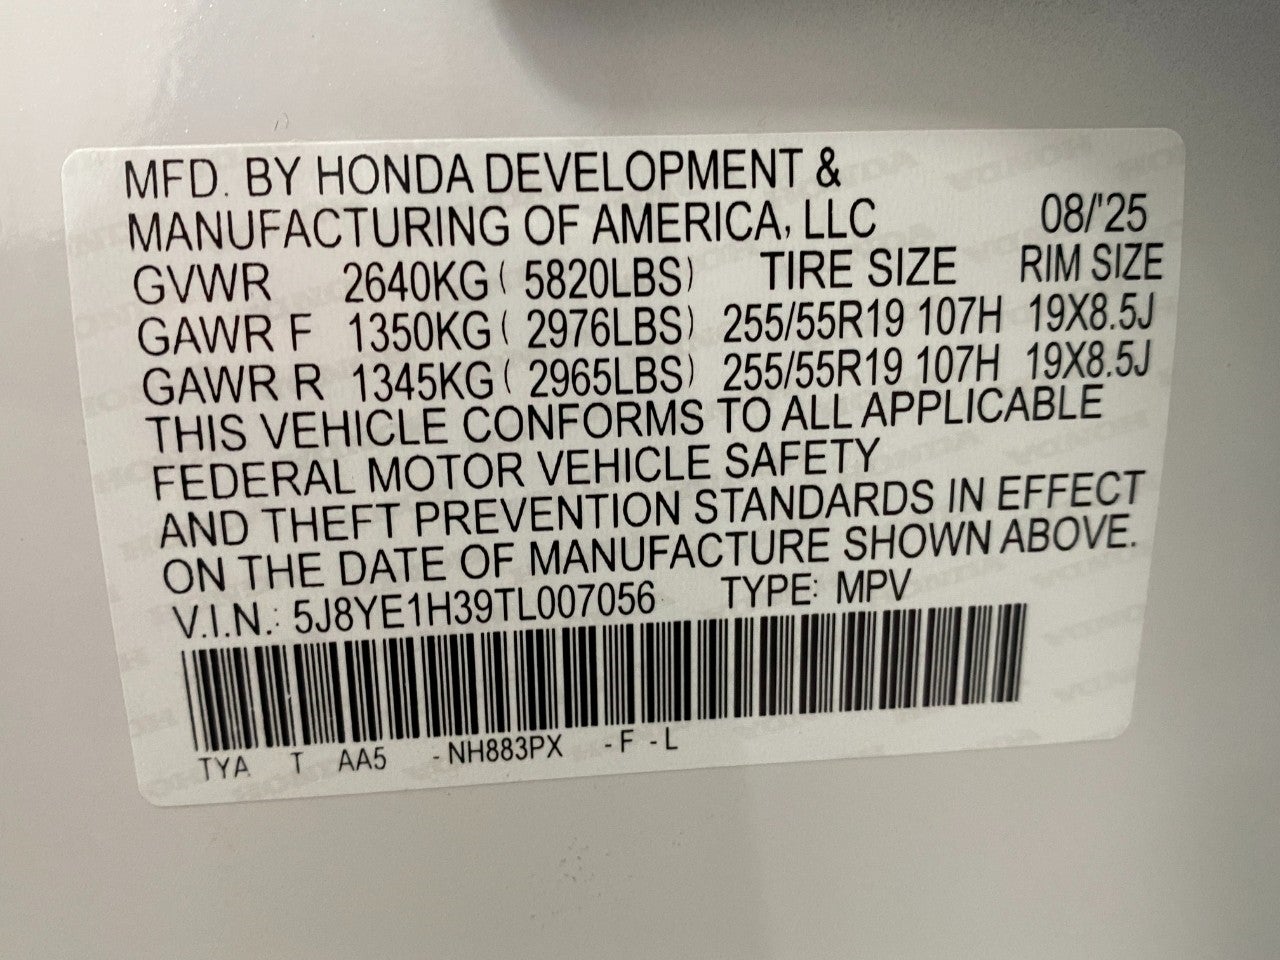 MFD. BY HONDA DEVELOPMENT &
MANUFACTURING OF AMERICA, LLC 08/'25
GVWR 2640KG ( 5820LBS) TIRE SIZE RIM SIZE
GAWR F 1350KG ( 2976LBS) 255/55R19 107H 19X8.5J
GAWR R 1345KG ( 2965LBS) 255/55R19 107H 19X8.5J
THIS VEHICLE CONFORMS TO ALL APPLICABLE
FEDERAL MOTOR VEHICLE SAFETY
AND THEFT PREVENTION STANDARDS IN EFFECT
ON THE DATE OF MANUFACTURE SHOWN ABOVE.
V.I.N.: 5J8YE1H39TL007056 TYPE: MPV
TYA T AA5 -NH883PX -F -L